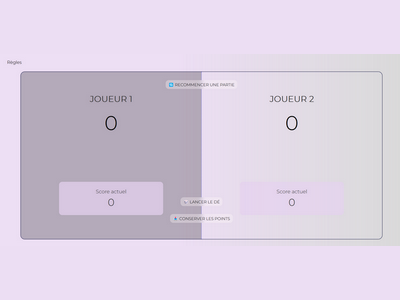 Règles
RECOMMENCER UNE PARTIE
JOUEUR 1
JOUEUR 2
0
0
Score actuel
0
Score actuel
0
LANCER LE DE
CONSERVER LES POINTS